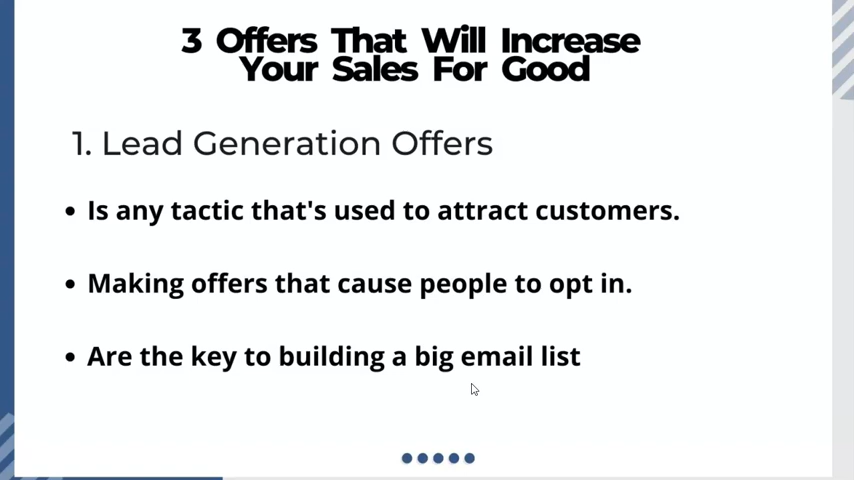 3 Offers That Will Increase
Your Sales For Good
1. Lead Generation Offers
• Is any tactic that's used to attract customers.
• Making offers that cause people to opt in.
• Are the key to building a big email list